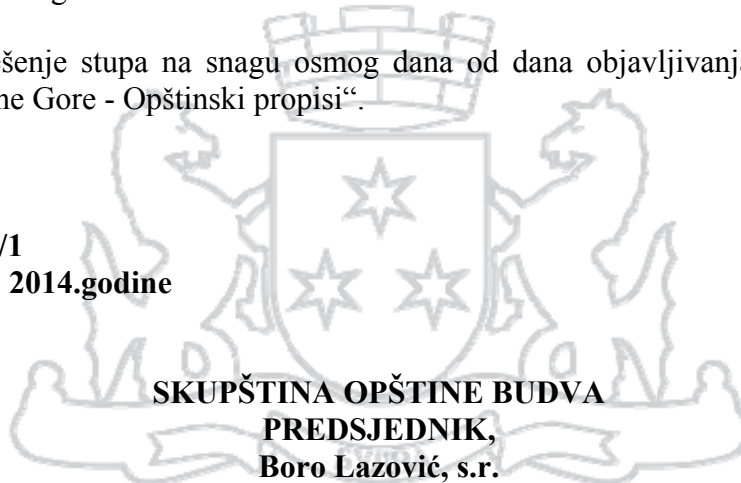 ešenje stupa na snagu osmog dana od dana objavljivanja
ne Gore - Opštinski propisi“.
/1
2014.godine
SKUPŠTINA OPŠTINE BUDVA
PREDSJEDNIK,
Boro Lazović, s.r.